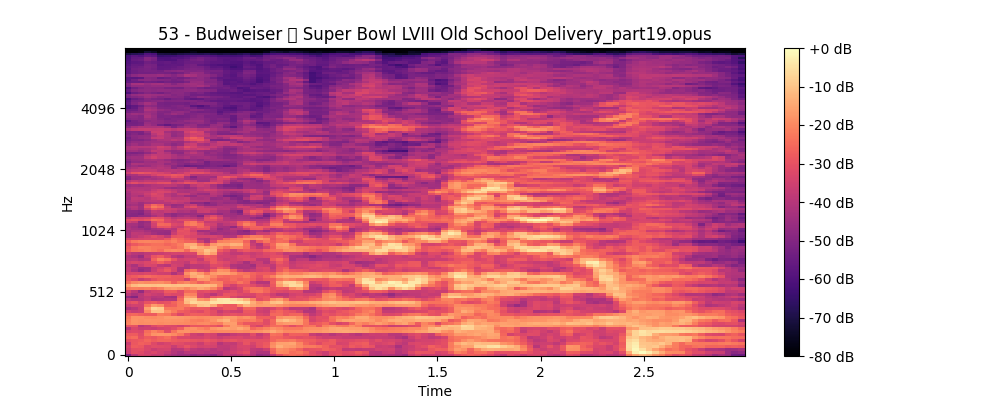 53 - Budweiser ▯ Super Bowl LVIII Old School Delivery_part19.opus
4096
2048
1024
512
0
Hz
0
0.5
1
1.5
2
2.5
Time
+0 dB
-10 dB
-20 dB
-30 dB
-40 dB
-50 dB
-60 dB
-70 dB
-80 dB